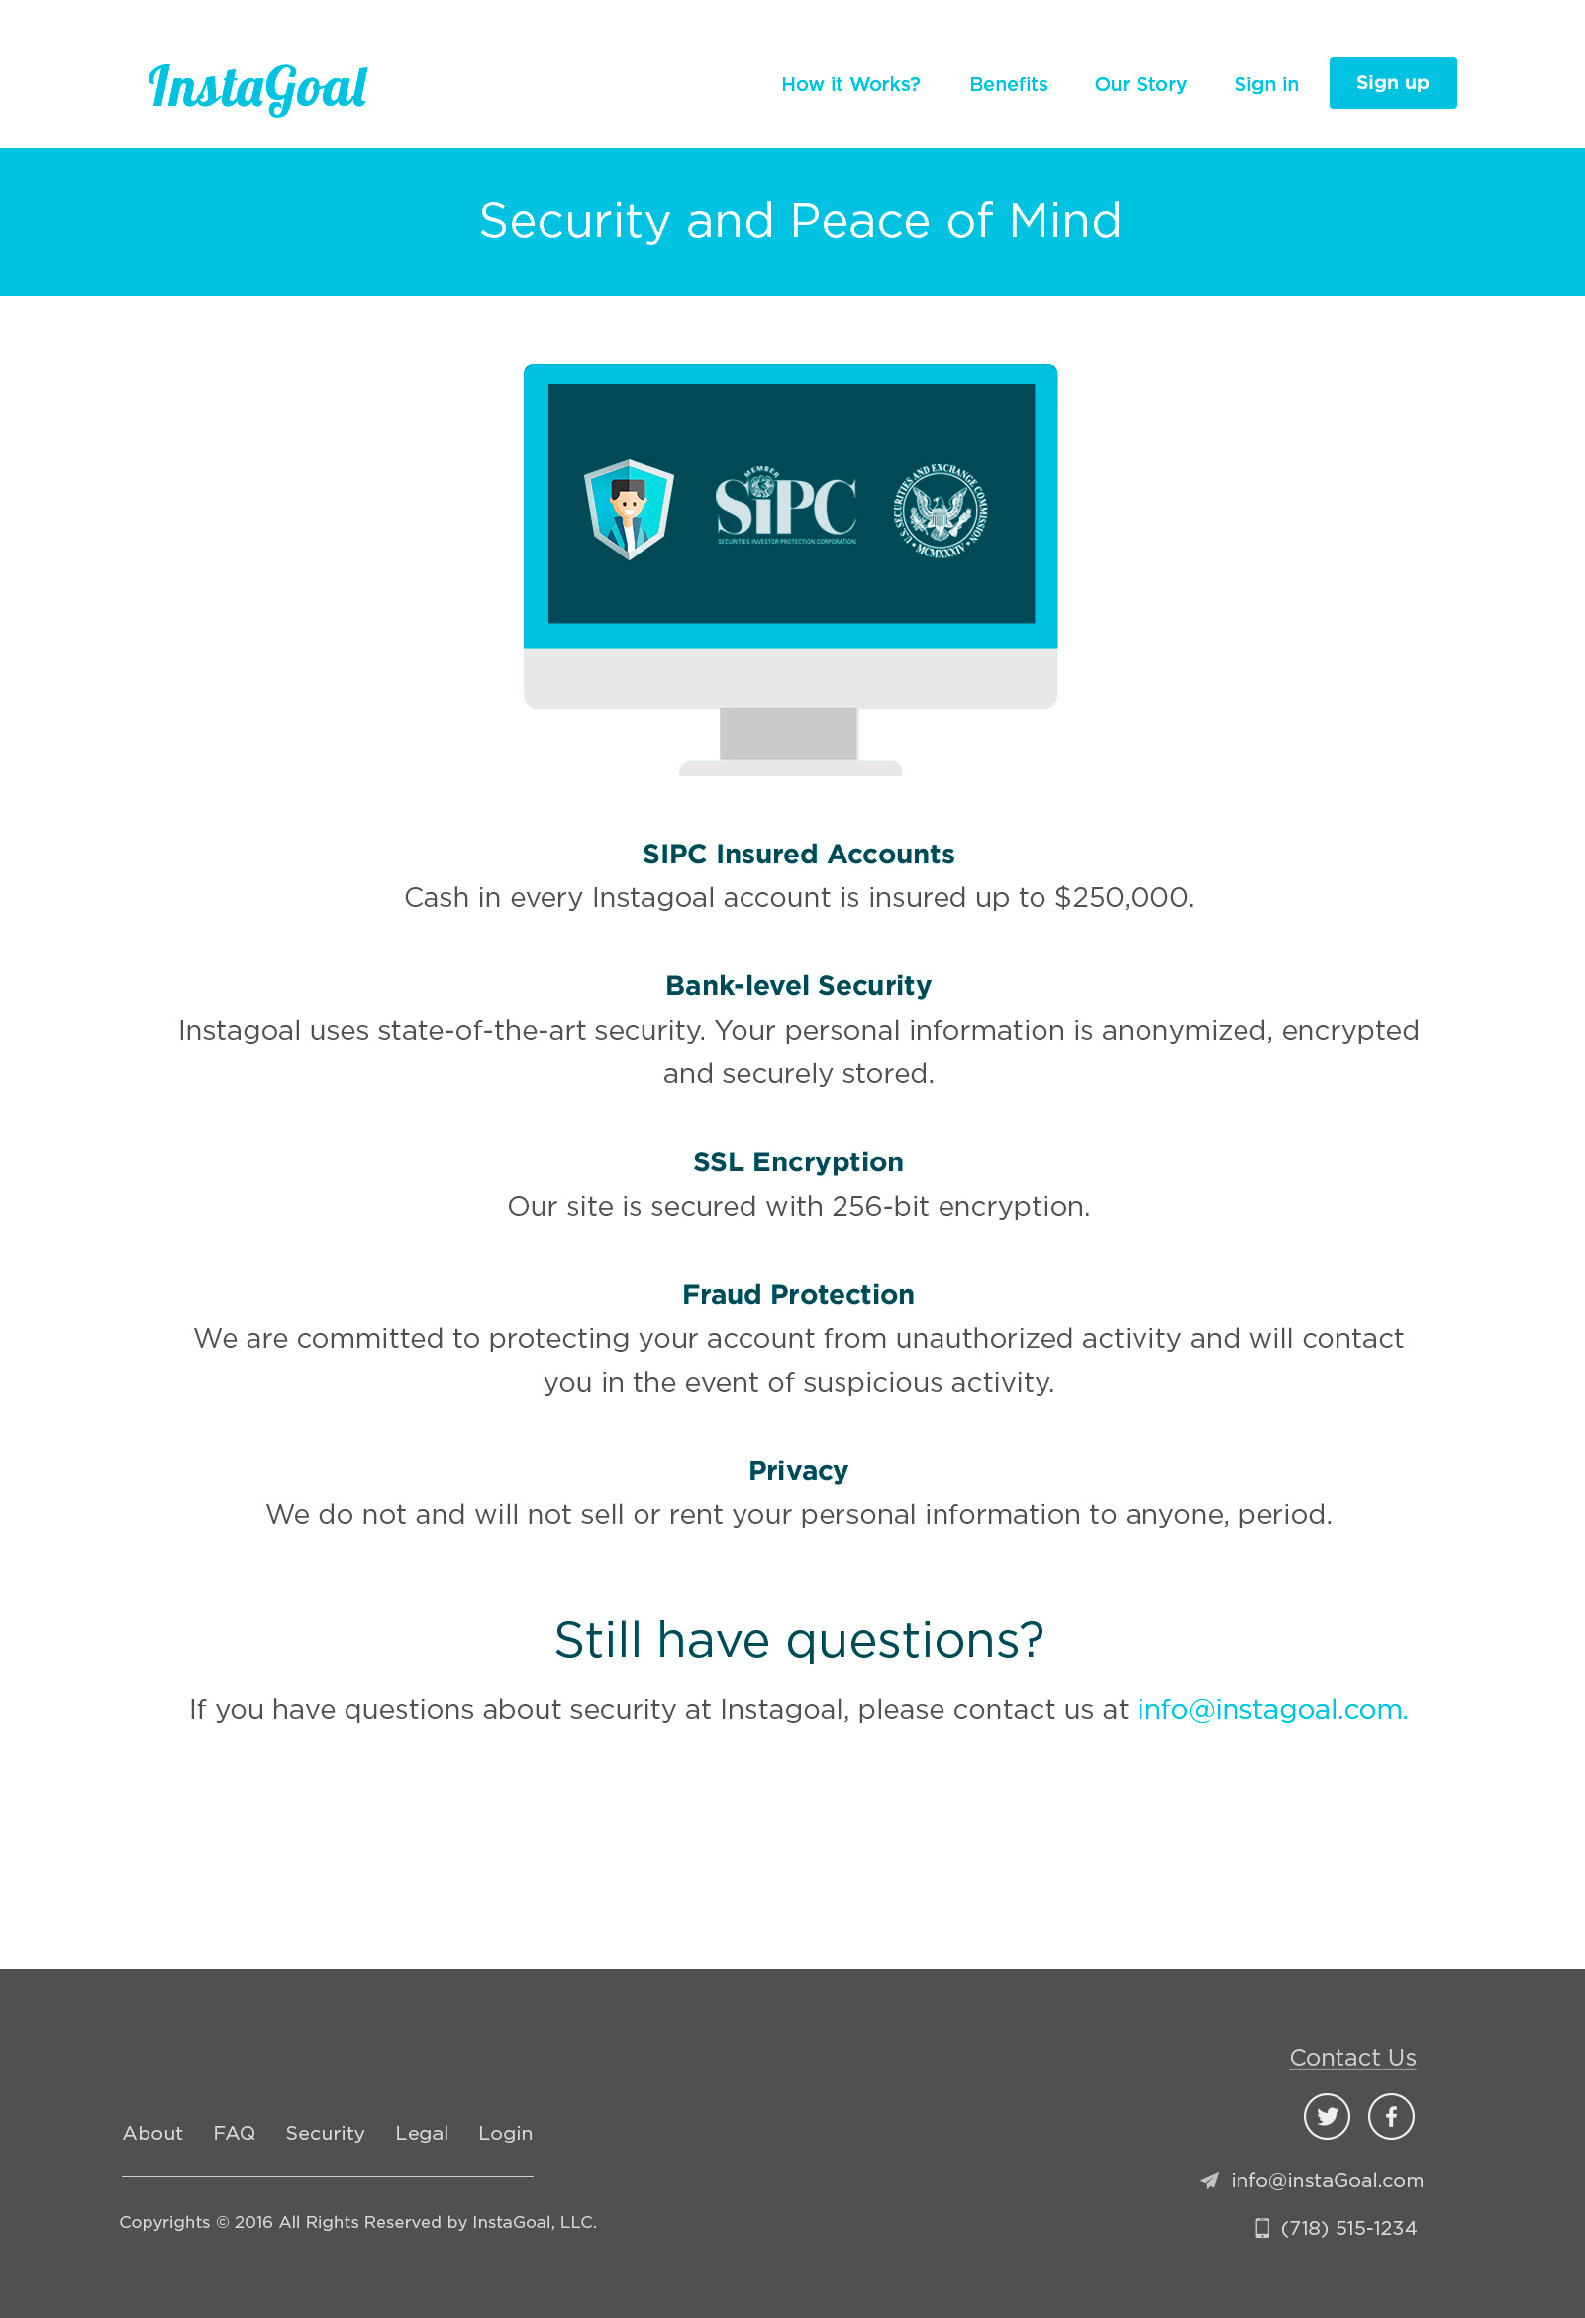 InstaGoal
How it Works? Benefits Our Story Sign in Sign up
Security and Peace of Mind
MEMBER
SiPC
SECURITIES INVESTOR PROTECTION CORPORATION
U.S. SECURITIES AND EXCHANGE COMMISSION
MCMXXXIV
SIPC Insured Accounts
Cash in every Instagoal account is insured up to $250,000.
Bank-level Security
Instagoal uses state-of-the-art security. Your personal information is anonymized, encrypted
and securely stored.
SSL Encryption
Our site is secured with 256-bit encryption.
Fraud Protection
We are committed to protecting your account from unauthorized activity and will contact
you in the event of suspicious activity.
Privacy
We do not and will not sell or rent your personal information to anyone, period.
Still have questions?
If you have questions about security at Instagoal, please contact us at info@instagoal.com.
Contact Us
About FAQ Security Legal Login
info@instaGoal.com
Copyrights © 2016 All Rights Reserved by InstaGoal, LLC.
(718) 515-1234